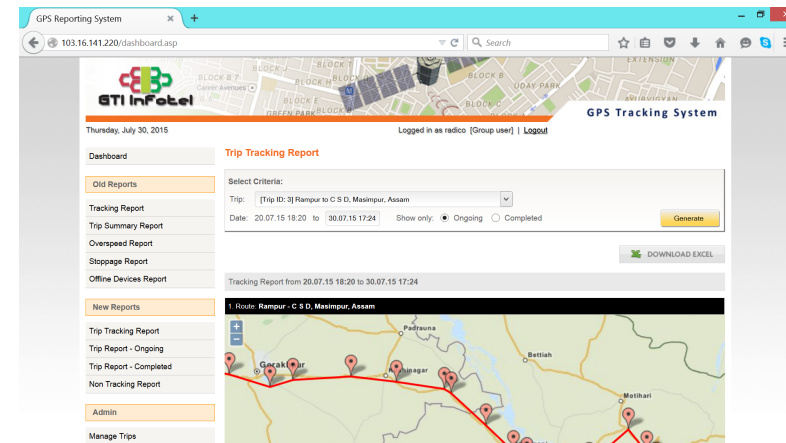 GPS Reporting System
103.16.141.220/dashboard.asp
Search
GTI InFotel
BLOCK J
BLOCK I
BLOCK B 7
Career Avenues
BLOCK H
BLOCK B
UDAY PARK
EXTENSION
BLOCK E
BLOCK C
GREEN PARK
GPS Tracking System
Thursday, July 30, 2015
Logged in as radico [Group user] | Logout
Dashboard
Old Reports
Tracking Report
Trip Summary Report
Overspeed Report
Stoppage Report
Offline Devices Report
New Reports
Trip Tracking Report
Trip Report - Ongoing
Trip Report - Completed
Non Tracking Report
Admin
Manage Trips
Trip Tracking Report
Select Criteria:
Trip: [Trip ID: 3] Rampur to C S D, Masimpur, Assam
Date: 20.07.15 18:20 to 30.07.15 17:24 Show only: Ongoing Completed
Generate
DOWNLOAD EXCEL
Tracking Report from 20.07.15 18:20 to 30.07.15 17:24
1. Route: Rampur - C S D, Masimpur, Assam
Padrauna
Bettiah
Motihari